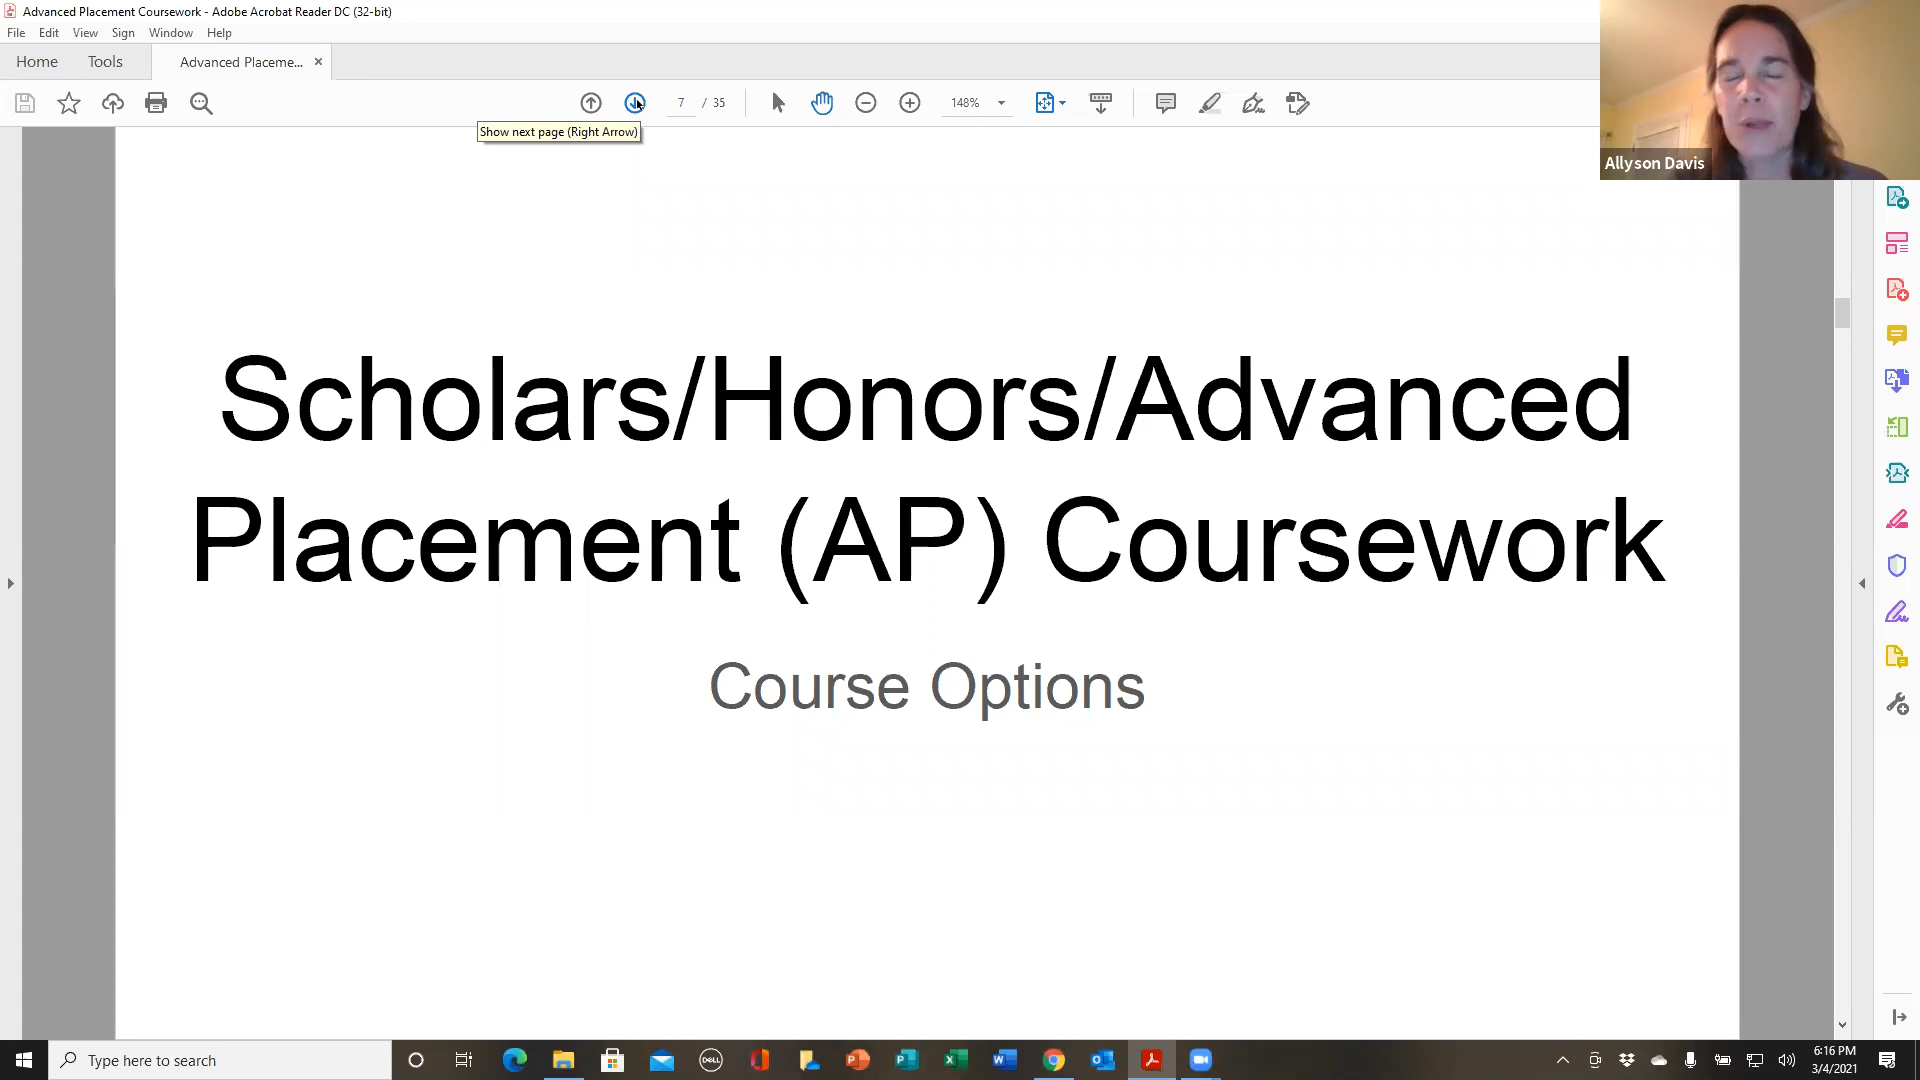 Advanced Placement Coursework - Adobe Acrobat Reader DC (32-bit)
File Edit View Sign Window Help
Home Tools Advanced Placeme... ×
7 / 35 148%
Show next page (Right Arrow)
Allyson Davis
Scholars/Honors/Advanced
Placement (AP) Coursework
Course Options
Type here to search
DELL
6:16 PM
3/4/2021